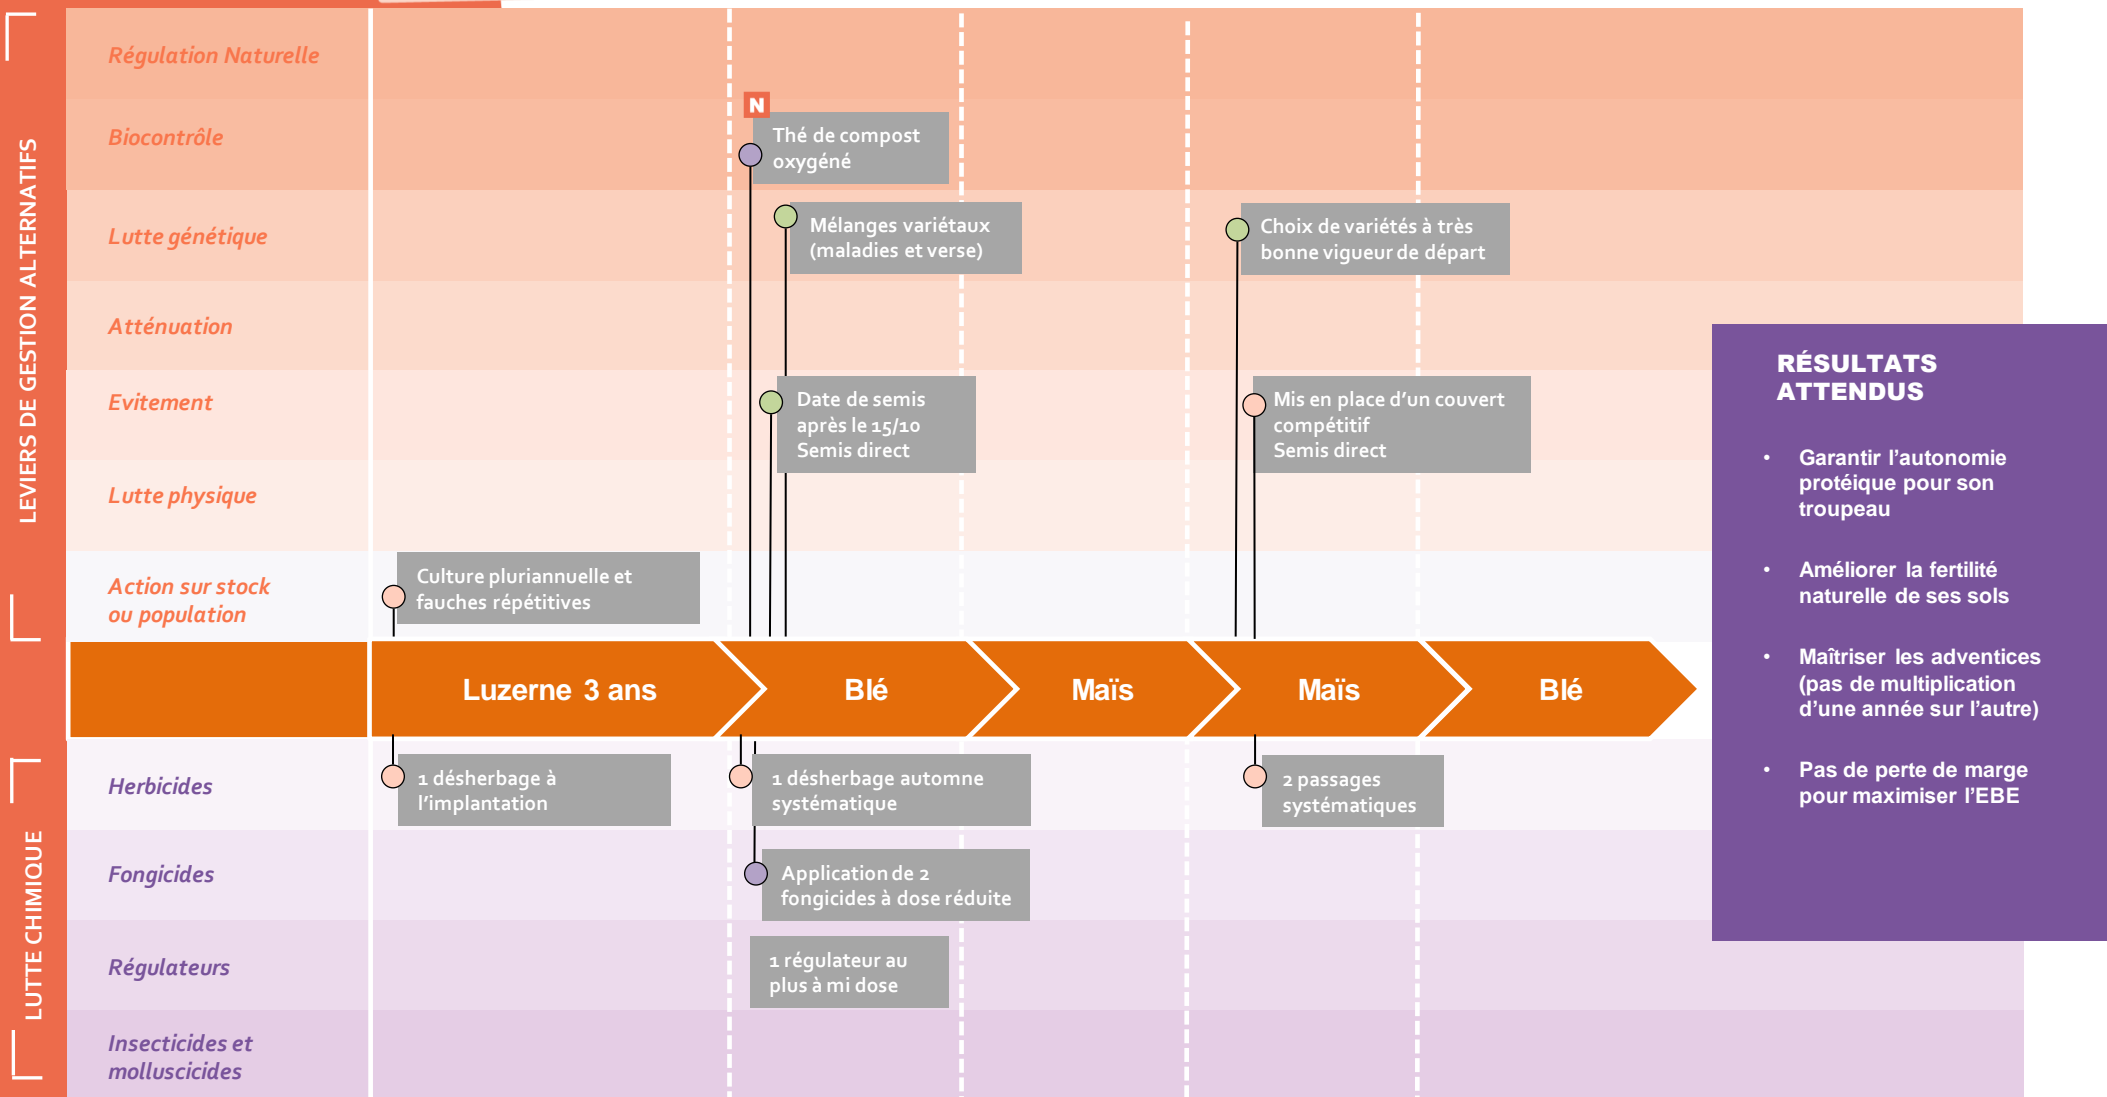 LEVIERS DE GESTION ALTERNATIFS
Régulation Naturelle
Biocontrôle
N
Thé de compost
oxygéné
Lutte génétique
Mélanges variétaux
(maladies et verse)
Choix de variétés à très
bonne vigueur de départ
Atténuation
Evitement
Date de semis
après le 15/10
Semis direct
Mis en place d’un couvert
compétitif
Semis direct
Lutte physique
Action sur stock
ou population
Culture pluriannuelle et
fauches répétitives
Luzerne 3 ans
Blé
Maïs
Maïs
Blé
LUTTE CHIMIQUE
Herbicides
1 désherbage à
l’implantation
1 désherbage automne
systématique
2 passages
systématiques
Fongicides
Application de 2
fongicides à dose réduite
Régulateurs
1 régulateur au
plus à mi dose
Insecticides et
molluscicides
RÉSULTATS
ATTENDUS
• Garantir l’autonomie
protéique pour son
troupeau
• Améliorer la fertilité
naturelle de ses sols
• Maîtriser les adventices
(pas de multiplication
d’une année sur l’autre)
• Pas de perte de marge
pour maximiser l’EBE